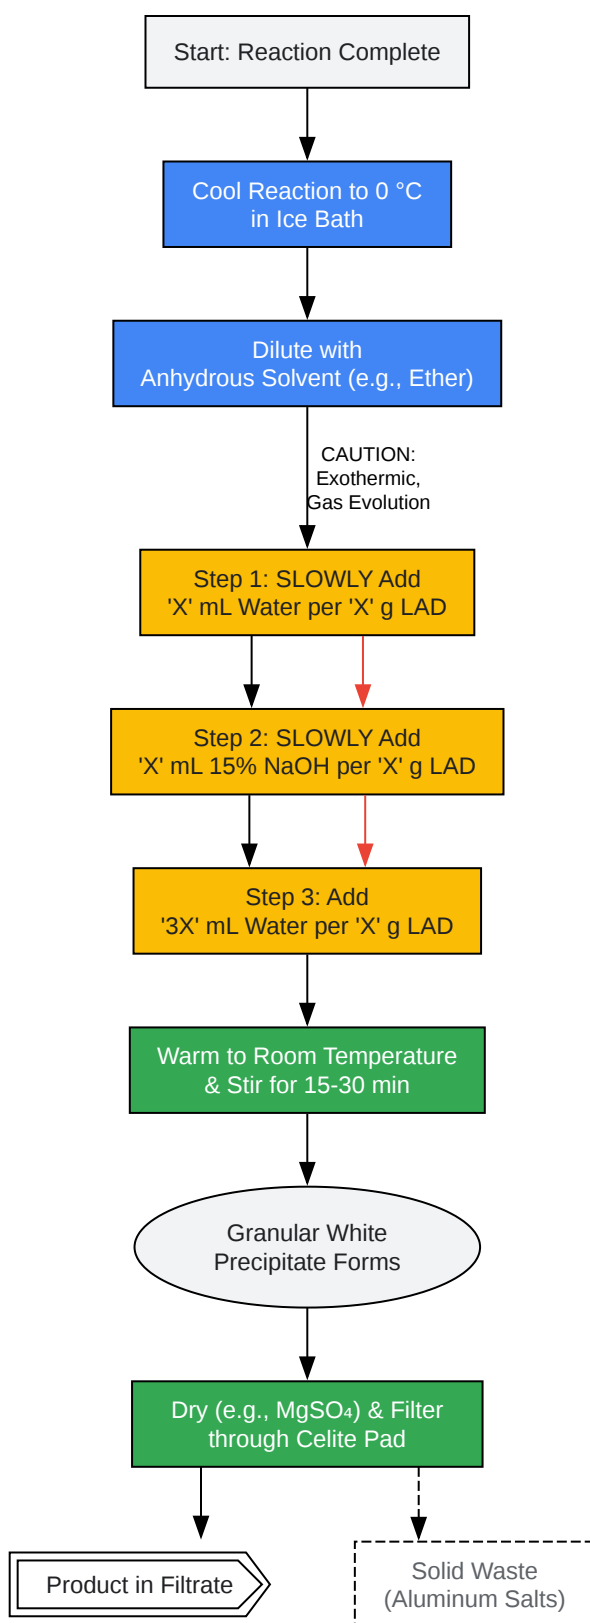 Start: Reaction Complete
Cool Reaction to 0 °C
in Ice Bath
Dilute with
Anhydrous Solvent (e.g., Ether)
CAUTION:
Exothermic,
Gas Evolution
Step 1: SLOWLY Add
'X' mL Water per 'X' g LAD
Step 2: SLOWLY Add
'X' mL 15% NaOH per 'X' g LAD
Step 3: Add
'3X' mL Water per 'X' g LAD
Warm to Room Temperature
& Stir for 15-30 min
Granular White
Precipitate Forms
Dry (e.g., MgSO₄) & Filter
through Celite Pad
Product in Filtrate
Solid Waste
(Aluminum Salts)